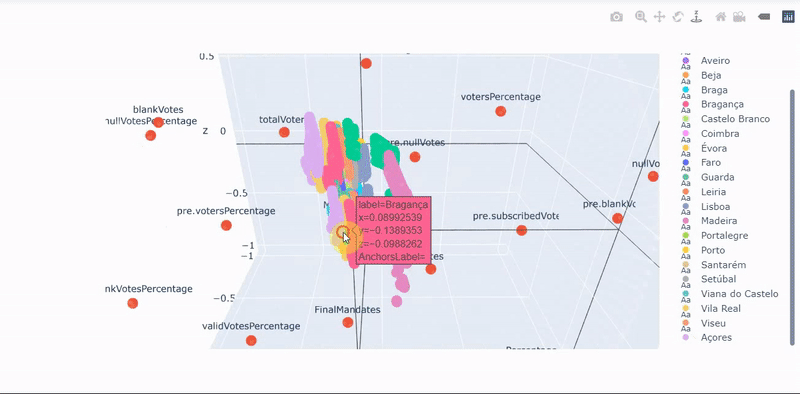 0.5
blankVotes
nullVotesPercentage
Z
0
totalVoter
votersPercentage
pre.nullVotes
nullVo
−0.5
label=Bragança
x=0.08992539
y=−0.1389353
z=−0.0988262
AnchorsLabel=
tes
pre.votersPercentage
pre.subscribedVote
pre.blankVo
−1
−1
nkVotesPercentage
−0.5
FinalMandates
validVotesPercentage
Aa Aveiro
Aa Beja
Aa Braga
Aa Bragança
Aa Castelo Branco
Aa Coimbra
Aa Évora
Aa Faro
Aa Guarda
Aa Leiria
Aa Lisboa
Aa Madeira
Aa Portalegre
Aa Porto
Aa Santarém
Aa Setúbal
Aa Viana do Castelo
Aa Vila Real
Aa Viseu
Aa Açores